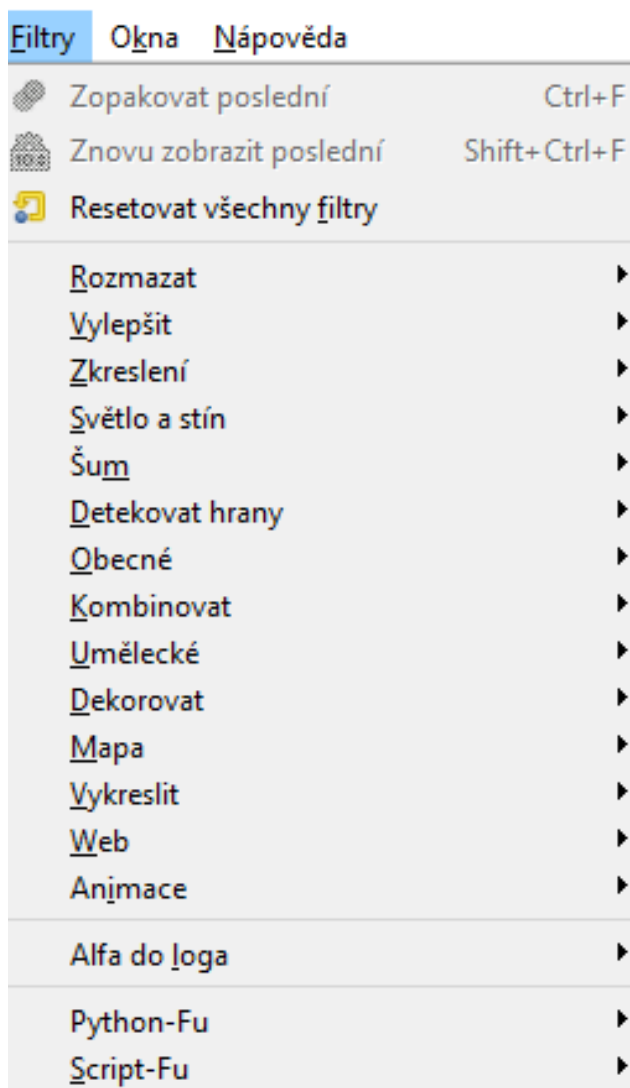 Filtry Okna Nápověda
Zopakovat poslední Ctrl+F
Znovu zobrazit poslední Shift+Ctrl+F
Resetovat všechny filtry
Rozmazat
Vylepšit
Zkreslení
Světlo a stín
Šum
Detekovat hrany
Obecné
Kombinovat
Umělecké
Dekorovat
Mapa
Vykreslit
Web
Animace
Alfa do loga
Python-Fu
Script-Fu